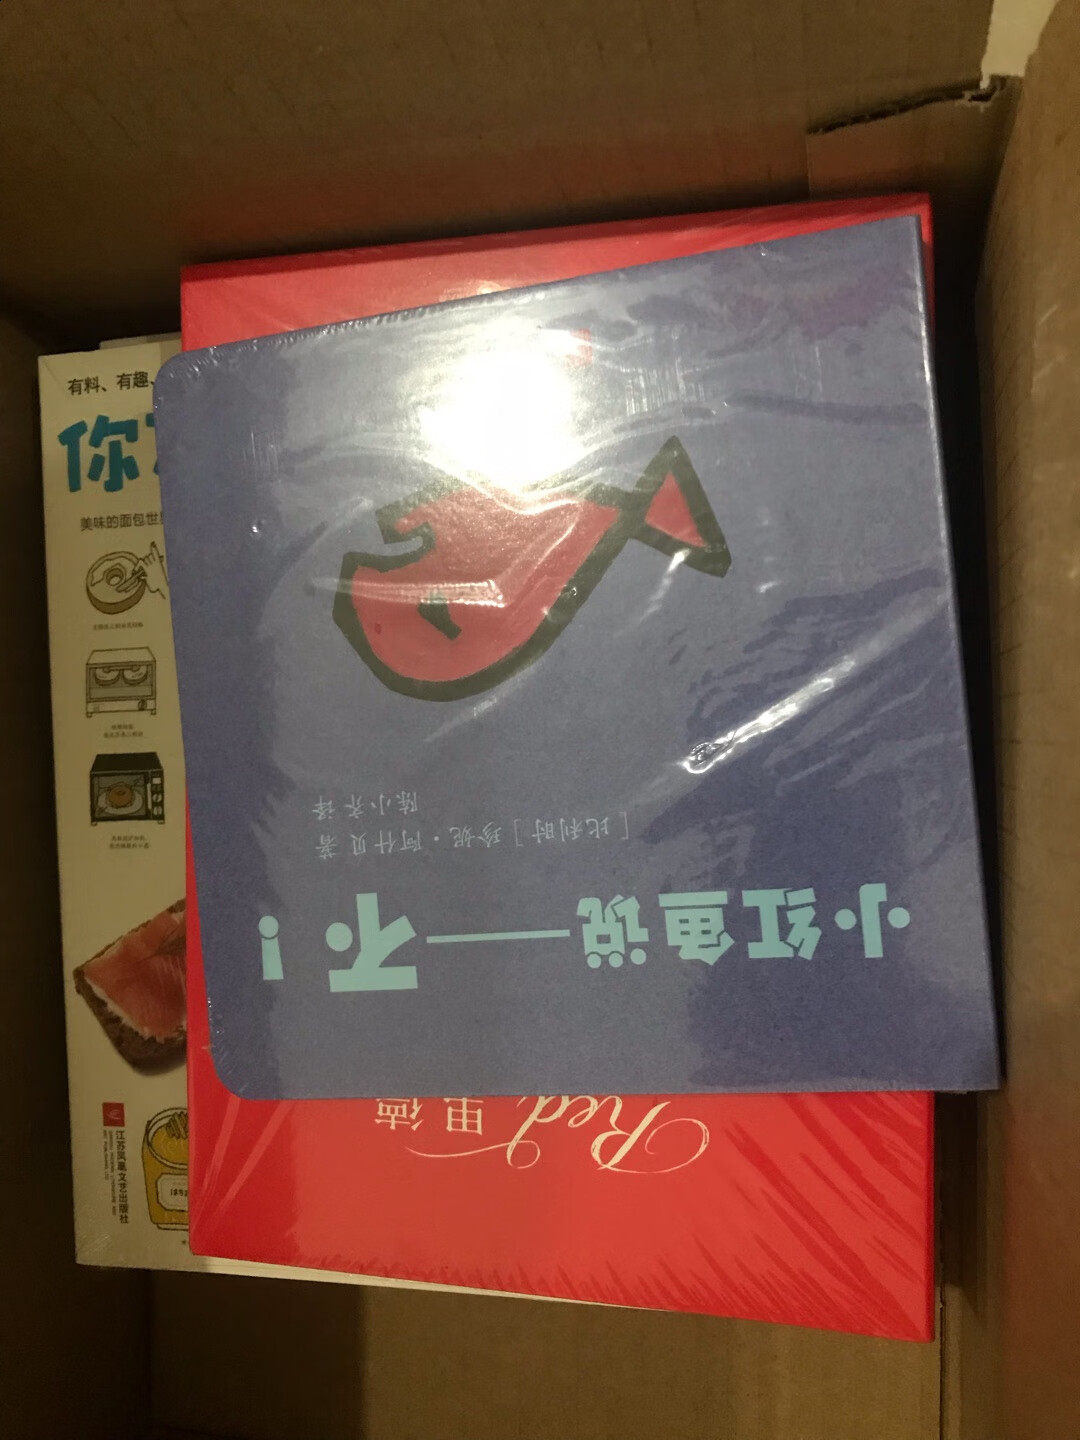 小红鱼说——不！
[比利时] 珍妮·阿什贝 著
陈小齐 译
Red, 里德
有料、有趣、
你
美味的面包世
江苏凤凰文艺出版社